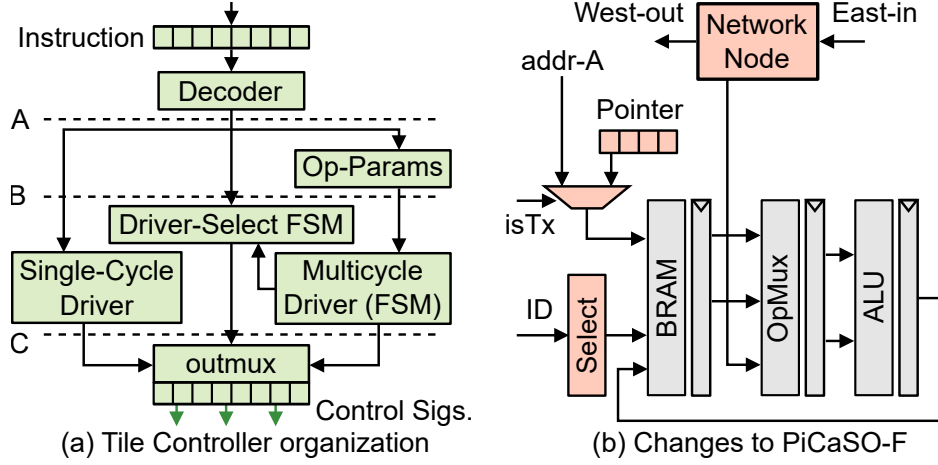 Instruction
Decoder
A
Op-Params
B
Driver-Select FSM
Single-Cycle
Driver
Multicycle
Driver (FSM)
C
outmux
Control Sigs.
(a) Tile Controller organization
West-out
Network
Node
East-in
addr-A
Pointer
isTx
ID
Select
BRAM
OpMux
ALU
(b) Changes to PiCaSO-F